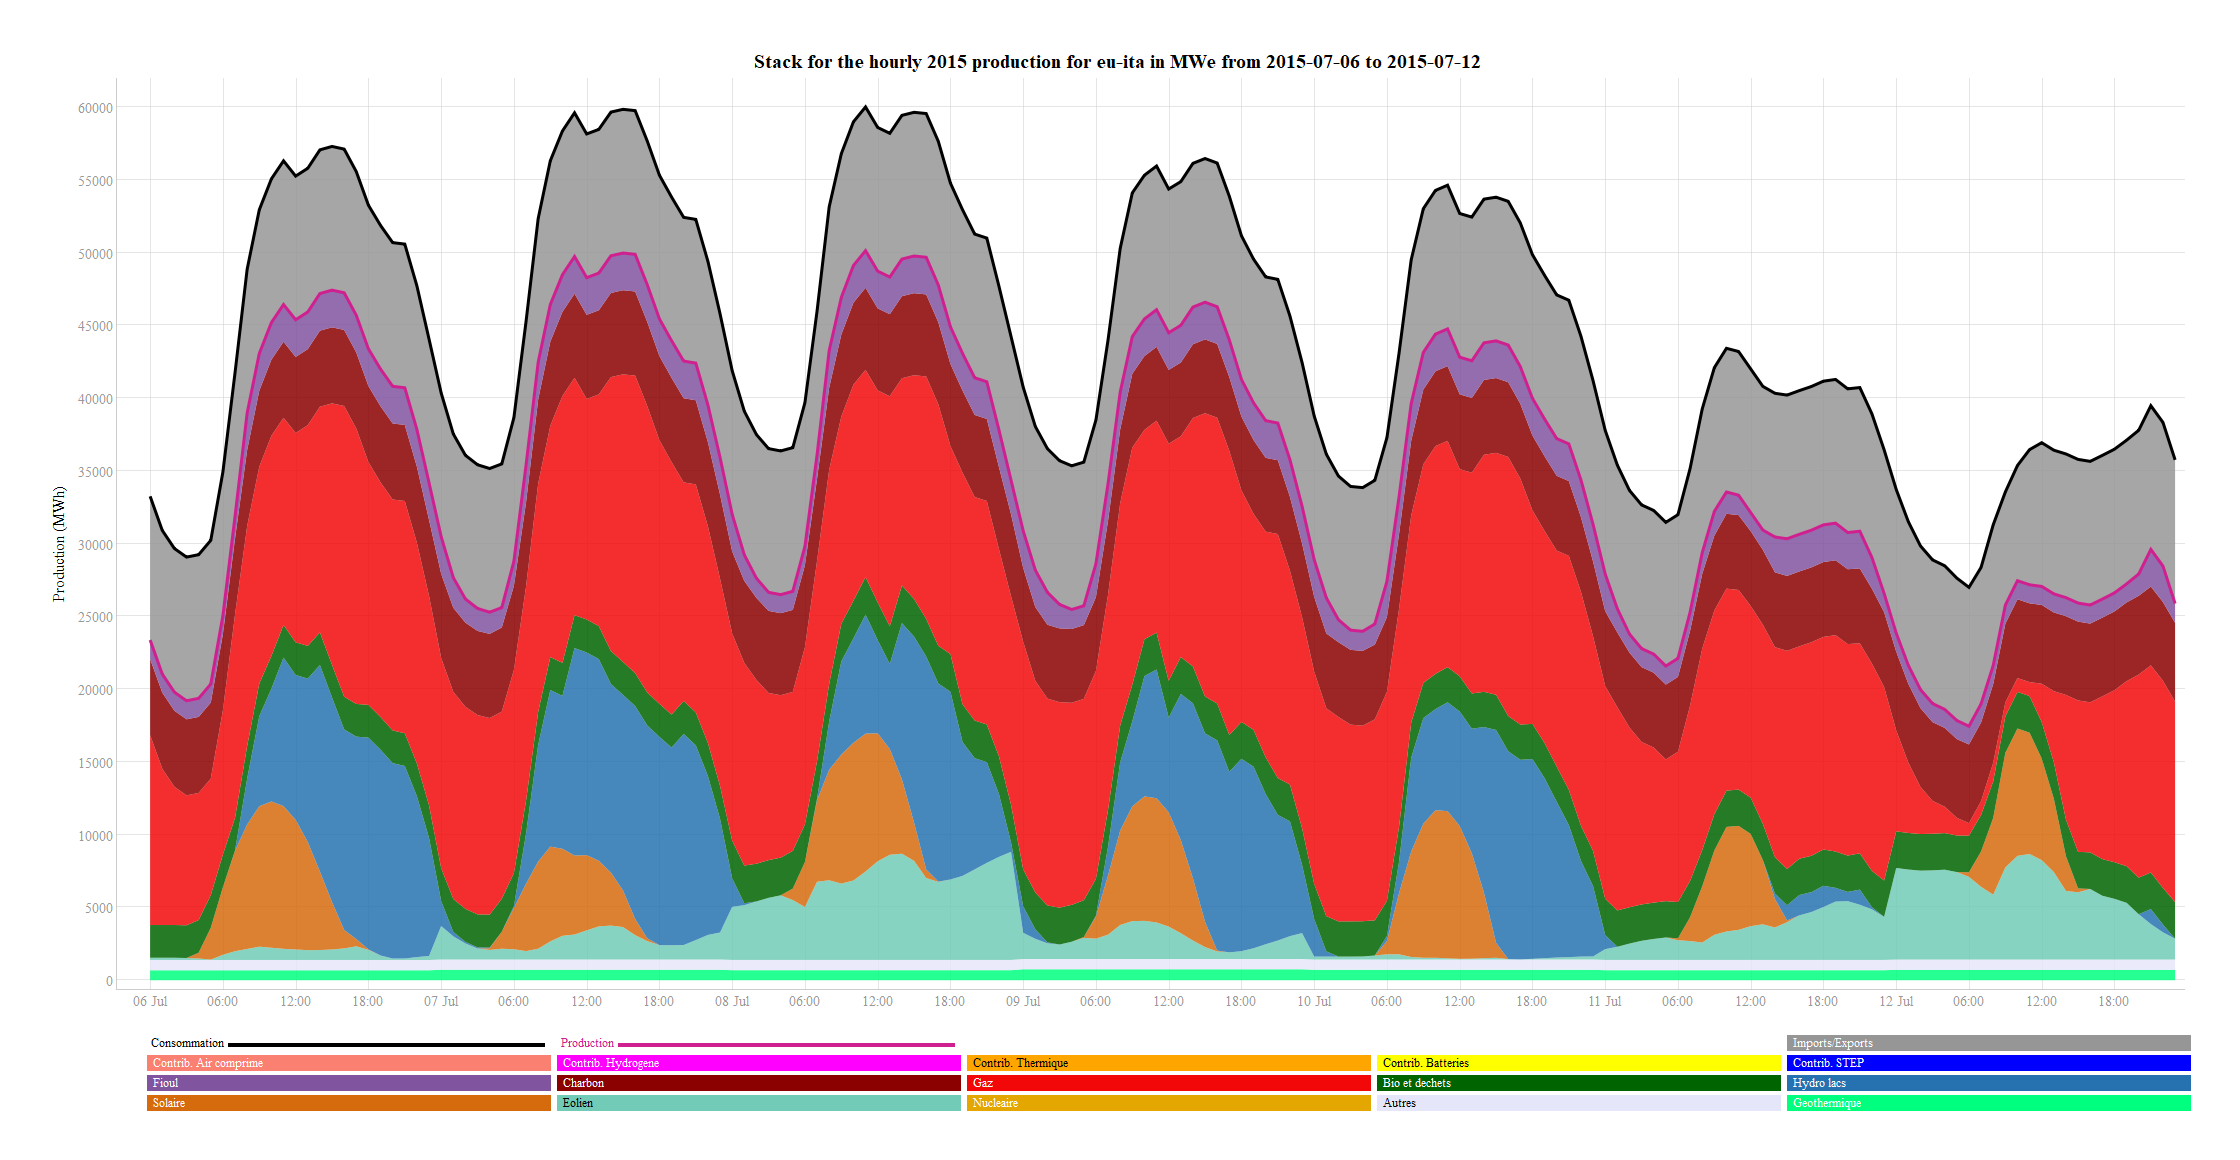 Stack for the hourly 2015 production for eu-ita in MWe from 2015-07-06 to 2015-07-12
Production (MWh)
60000
55000
50000
45000
40000
35000
30000
25000
20000
15000
10000
5000
0
06 Jul 06:00 12:00 18:00 07 Jul 06:00 12:00 18:00 08 Jul 06:00 12:00 18:00 09 Jul 06:00 12:00 18:00 10 Jul 06:00 12:00 18:00 11 Jul 06:00 12:00 18:00 12 Jul 06:00 12:00 18:00
Consommation Production Imports/Exports
Contrib. Air comprime Contrib. Hydrogene Contrib. Thermique Contrib. Batteries Contrib. STEP
Fioul Charbon Gaz Bio et dechets Hydro lacs
Solaire Eolien Nucleaire Autres Geothermique